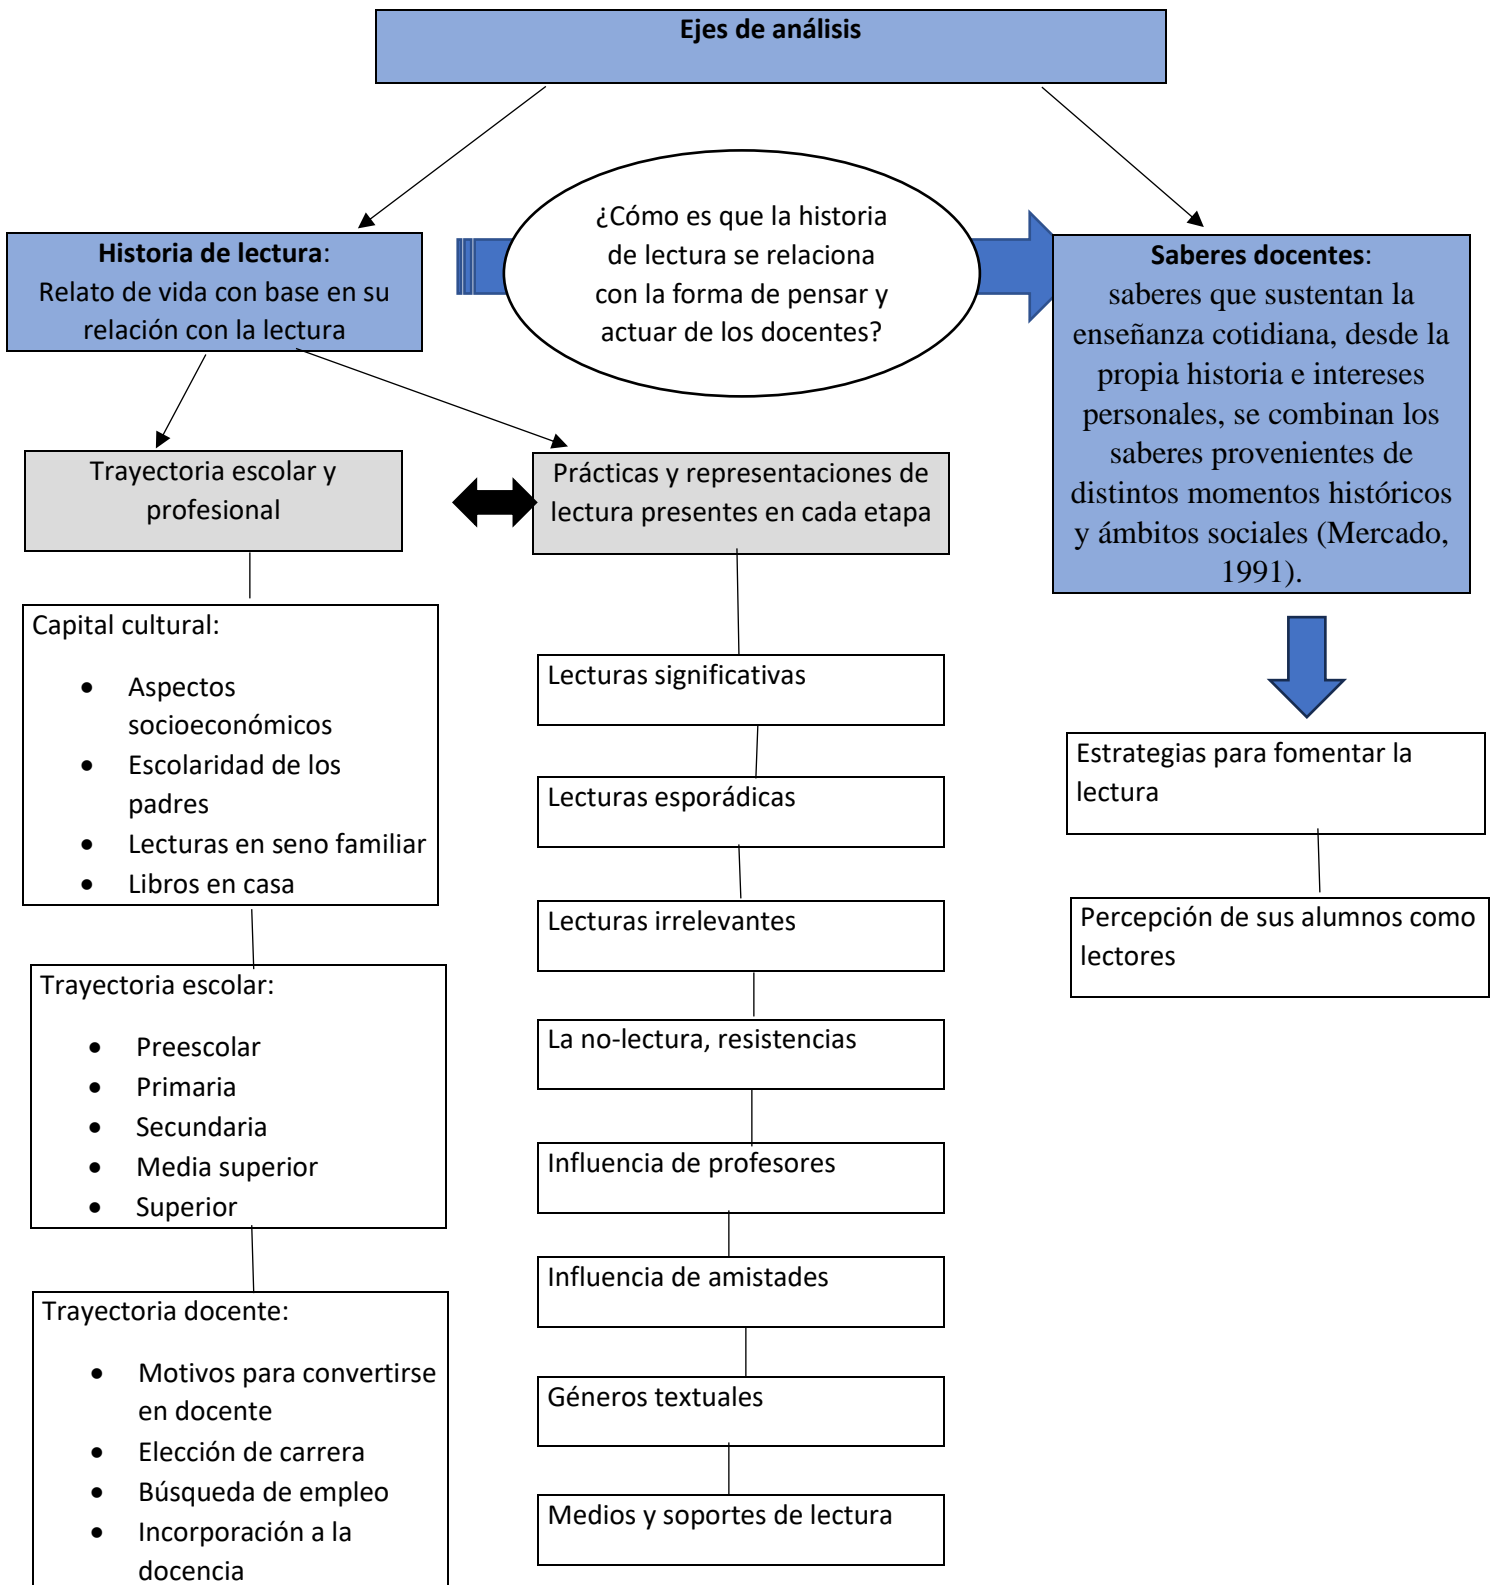 Ejes de análisis
¿Cómo es que la historia
de lectura se relaciona
con la forma de pensar y
actuar de los docentes?
Historia de lectura:
Relato de vida con base en su
relación con la lectura
Saberes docentes:
saberes que sustentan la
enseñanza cotidiana, desde la
propia historia e intereses
personales, se combinan los
saberes provenientes de
distintos momentos históricos
y ámbitos sociales (Mercado,
1991).
Trayectoria escolar y
profesional
Prácticas y representaciones de
lectura presentes en cada etapa
Capital cultural:
• Aspectos
socioeconómicos
• Escolaridad de los
padres
• Lecturas en seno familiar
• Libros en casa
Trayectoria escolar:
• Preescolar
• Primaria
• Secundaria
• Media superior
• Superior
Trayectoria docente:
• Motivos para convertirse
en docente
• Elección de carrera
• Búsqueda de empleo
• Incorporación a la
docencia
Lecturas significativas
Lecturas esporádicas
Lecturas irrelevantes
La no-lectura, resistencias
Influencia de profesores
Influencia de amistades
Géneros textuales
Medios y soportes de lectura
Estrategias para fomentar la
lectura
Percepción de sus alumnos como
lectores